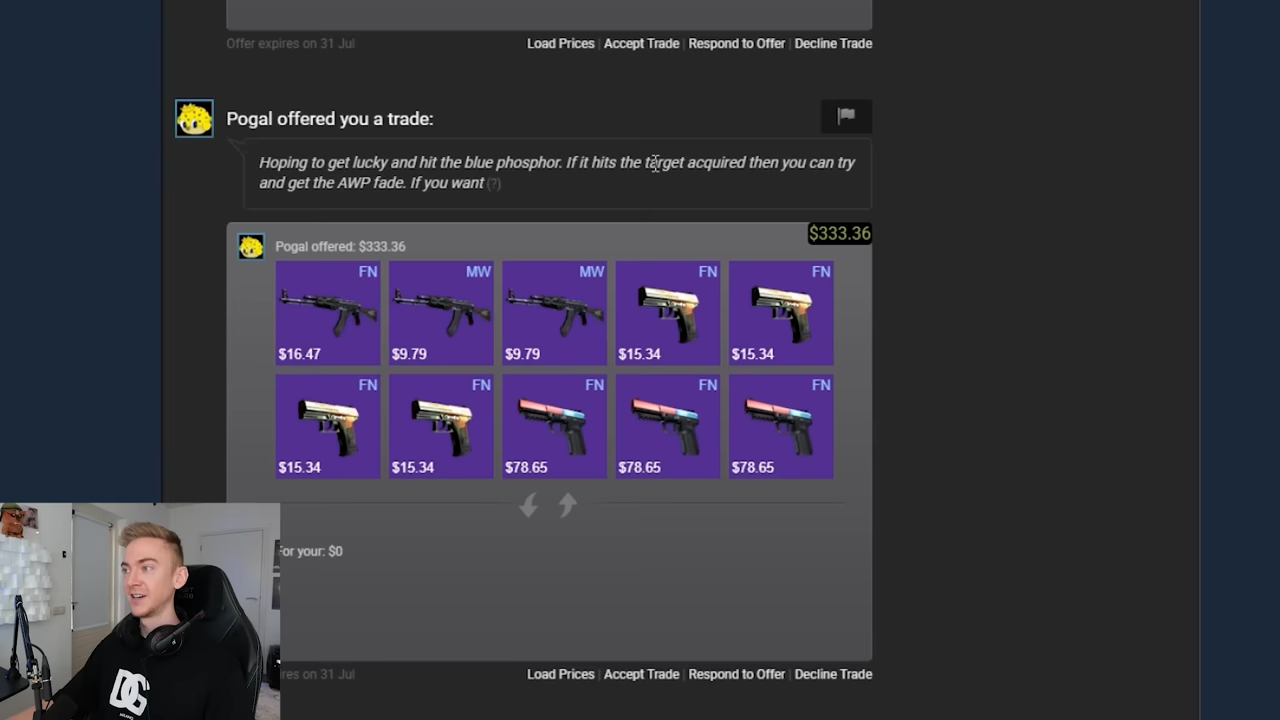 Offer expires on 31 Jul
Load Prices | Accept Trade | Respond to Offer | Decline Trade
Pogal offered you a trade:
Hoping to get lucky and hit the blue phosphor. If it hits the target acquired then you can try
and get the AWP fade. If you want (?)
$333.36
Pogal offered: $333.36
FN MW MW FN FN
$16.47 $9.79 $9.79 $15.34 $15.34
FN FN FN FN FN
$15.34 $15.34 $78.65 $78.65 $78.65
For your: $0
res on 31 Jul
Load Prices | Accept Trade | Respond to Offer | Decline Trade
DG